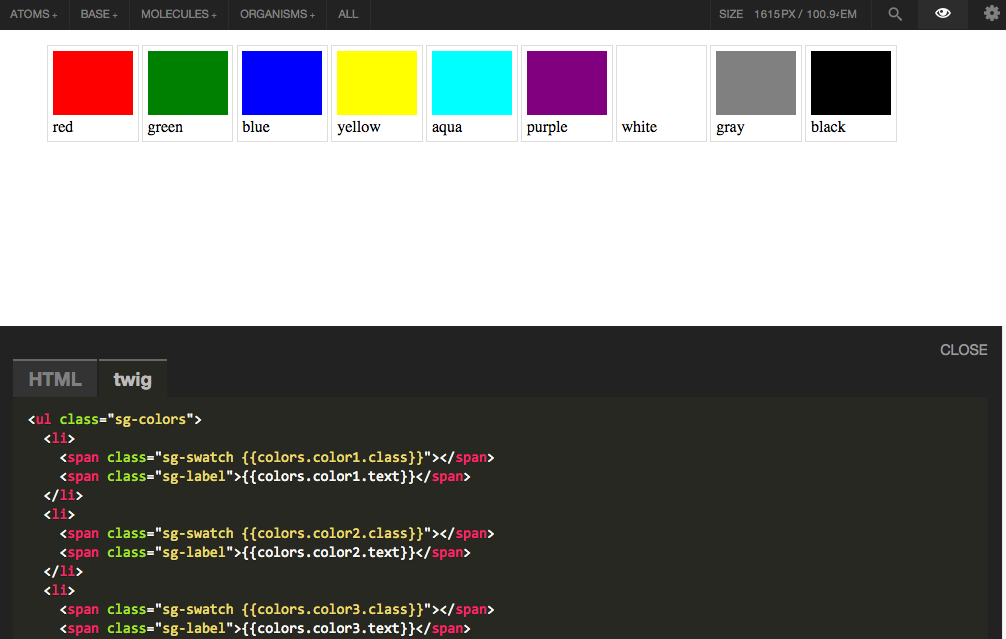 ATOMS + BASE + MOLECULES + ORGANISMS + ALL SIZE 1615PX / 100.94EM
red green blue yellow aqua purple white gray black
CLOSE
HTML twig
<ul class="sg-colors">
  <li>
    <span class="sg-swatch {{colors.color1.class}}"></span>
    <span class="sg-label">{{colors.color1.text}}</span>
  </li>
  <li>
    <span class="sg-swatch {{colors.color2.class}}"></span>
    <span class="sg-label">{{colors.color2.text}}</span>
  </li>
  <li>
    <span class="sg-swatch {{colors.color3.class}}"></span>
    <span class="sg-label">{{colors.color3.text}}</span>